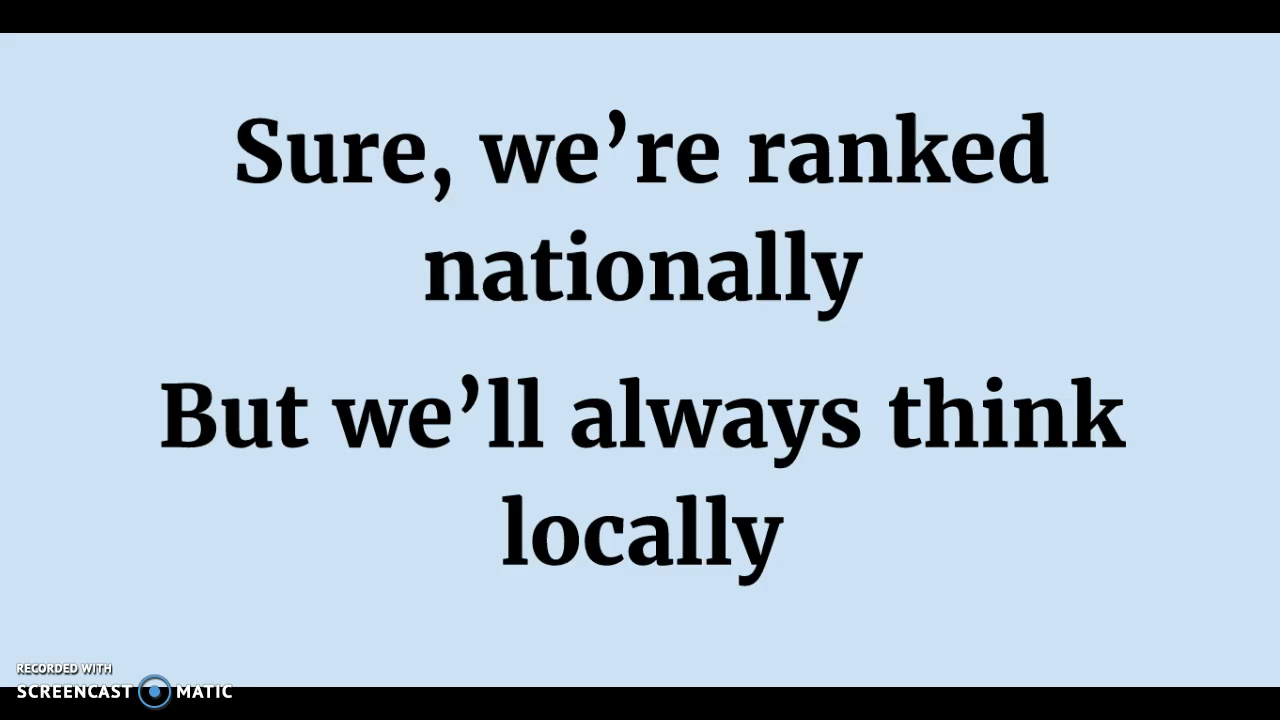 Sure, we’re ranked
nationally
But we’ll always think
locally
RECORDED WITH
SCREENCAST MATIC